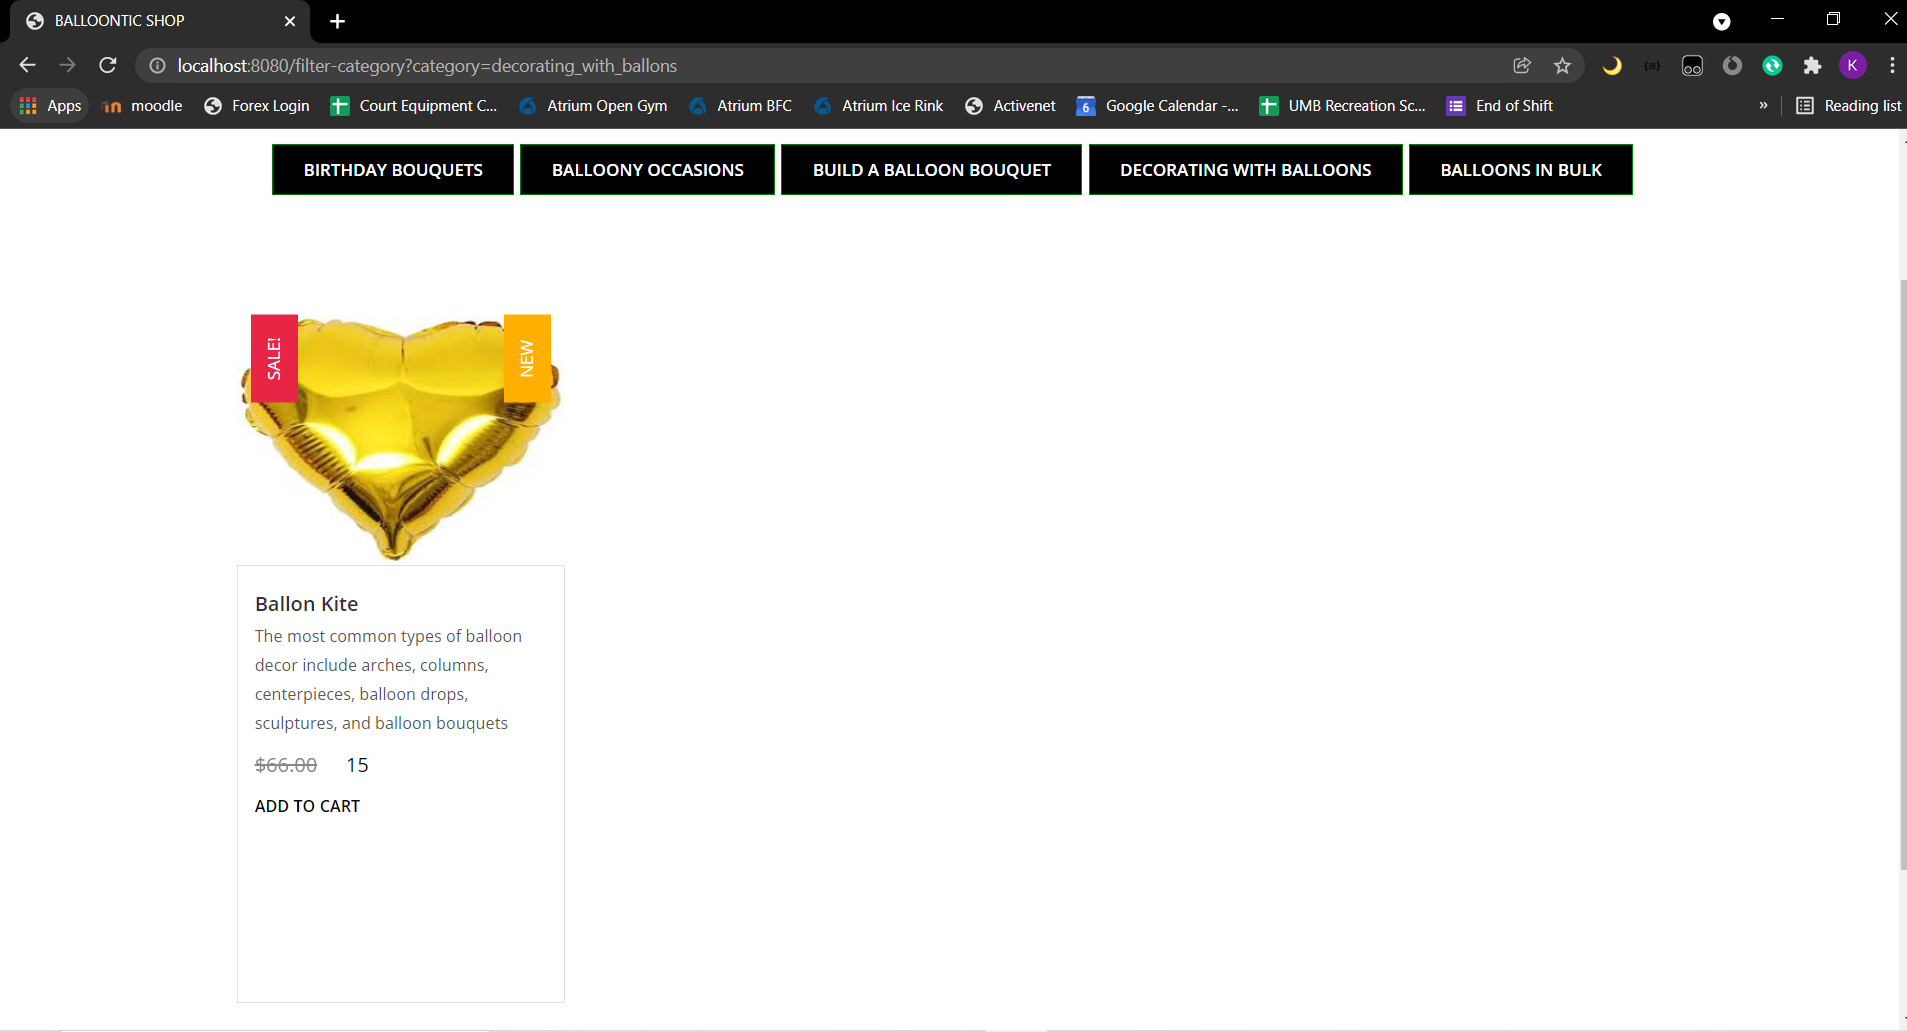 BALLOONTIC SHOP
localhost:8080/filter-category?category=decorating_with_ballons
K
Apps moodle Forex Login Court Equipment C... Atrium Open Gym Atrium BFC Atrium Ice Rink Activenet 6 Google Calendar -... UMB Recreation Sc... End of Shift » Reading list
BIRTHDAY BOUQUETS BALLOONY OCCASIONS BUILD A BALLOON BOUQUET DECORATING WITH BALLOONS BALLOONS IN BULK
SALE! NEW
Ballon Kite
The most common types of balloon
decor include arches, columns,
centerpieces, balloon drops,
sculptures, and balloon bouquets
$66.00 15
ADD TO CART